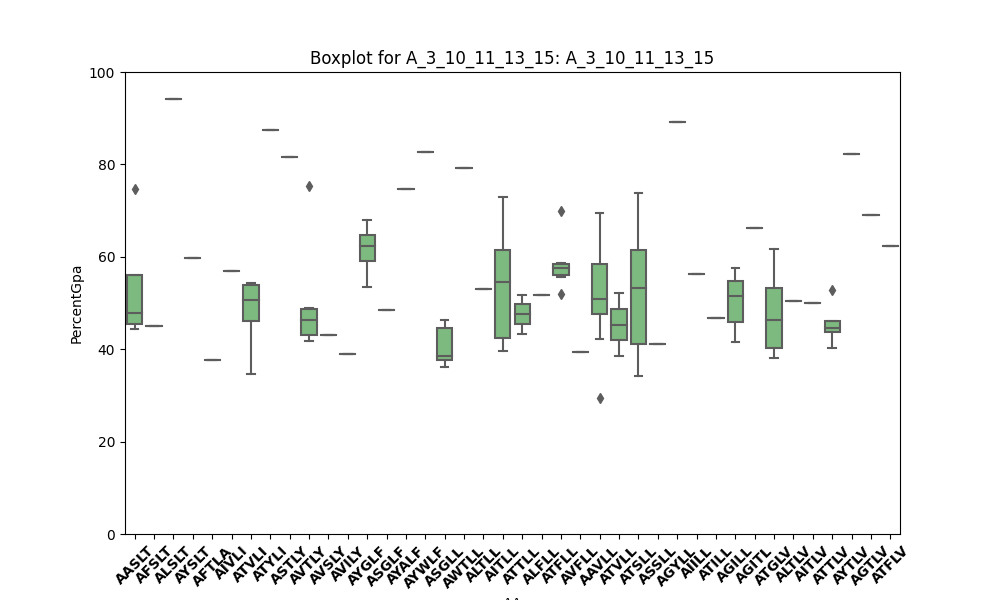 Boxplot for A_3_10_11_13_15: A_3_10_11_13_15
PercentGpa
100
80
60
40
20
0
AASLT
AFSLT
ALSLT
AYSLT
AFTLA
AIVLI
ATVLI
ATYLI
ASTLY
AVTLY
AVSLY
AVILY
AYGLF
ASGLF
AYALF
AYWLF
ASGLL
AWTLL
ALTLL
AITLL
ATTLL
ALFLL
ATFLL
AVFLL
AAVLL
ATVLL
ATSLL
ASSLL
AGYLL
AIILL
ATILL
AGILL
AGITL
ATGLV
ALTLV
AITLV
ATTLV
AYTLV
AGTLV
ATFLV